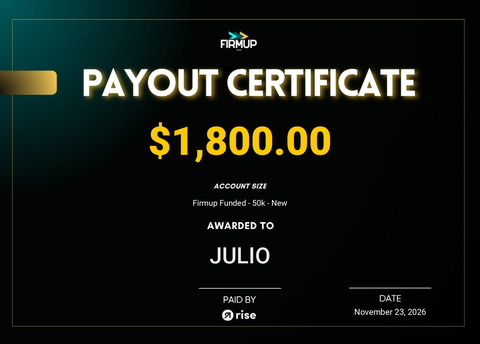 FIRMUP
PAYOUT CERTIFICATE
$1,800.00
ACCOUNT SIZE
Firmup Funded - 50k - New
AWARDED TO
JULIO
PAID BY
rise
DATE
November 23, 2026